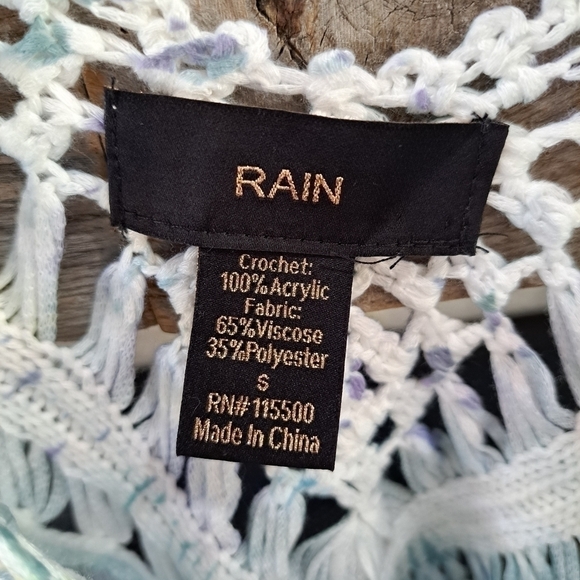 RAIN
Crochet:
100% Acrylic
Fabric:
65%Viscose
35%Polyester
S
RN# 115500
Made In China